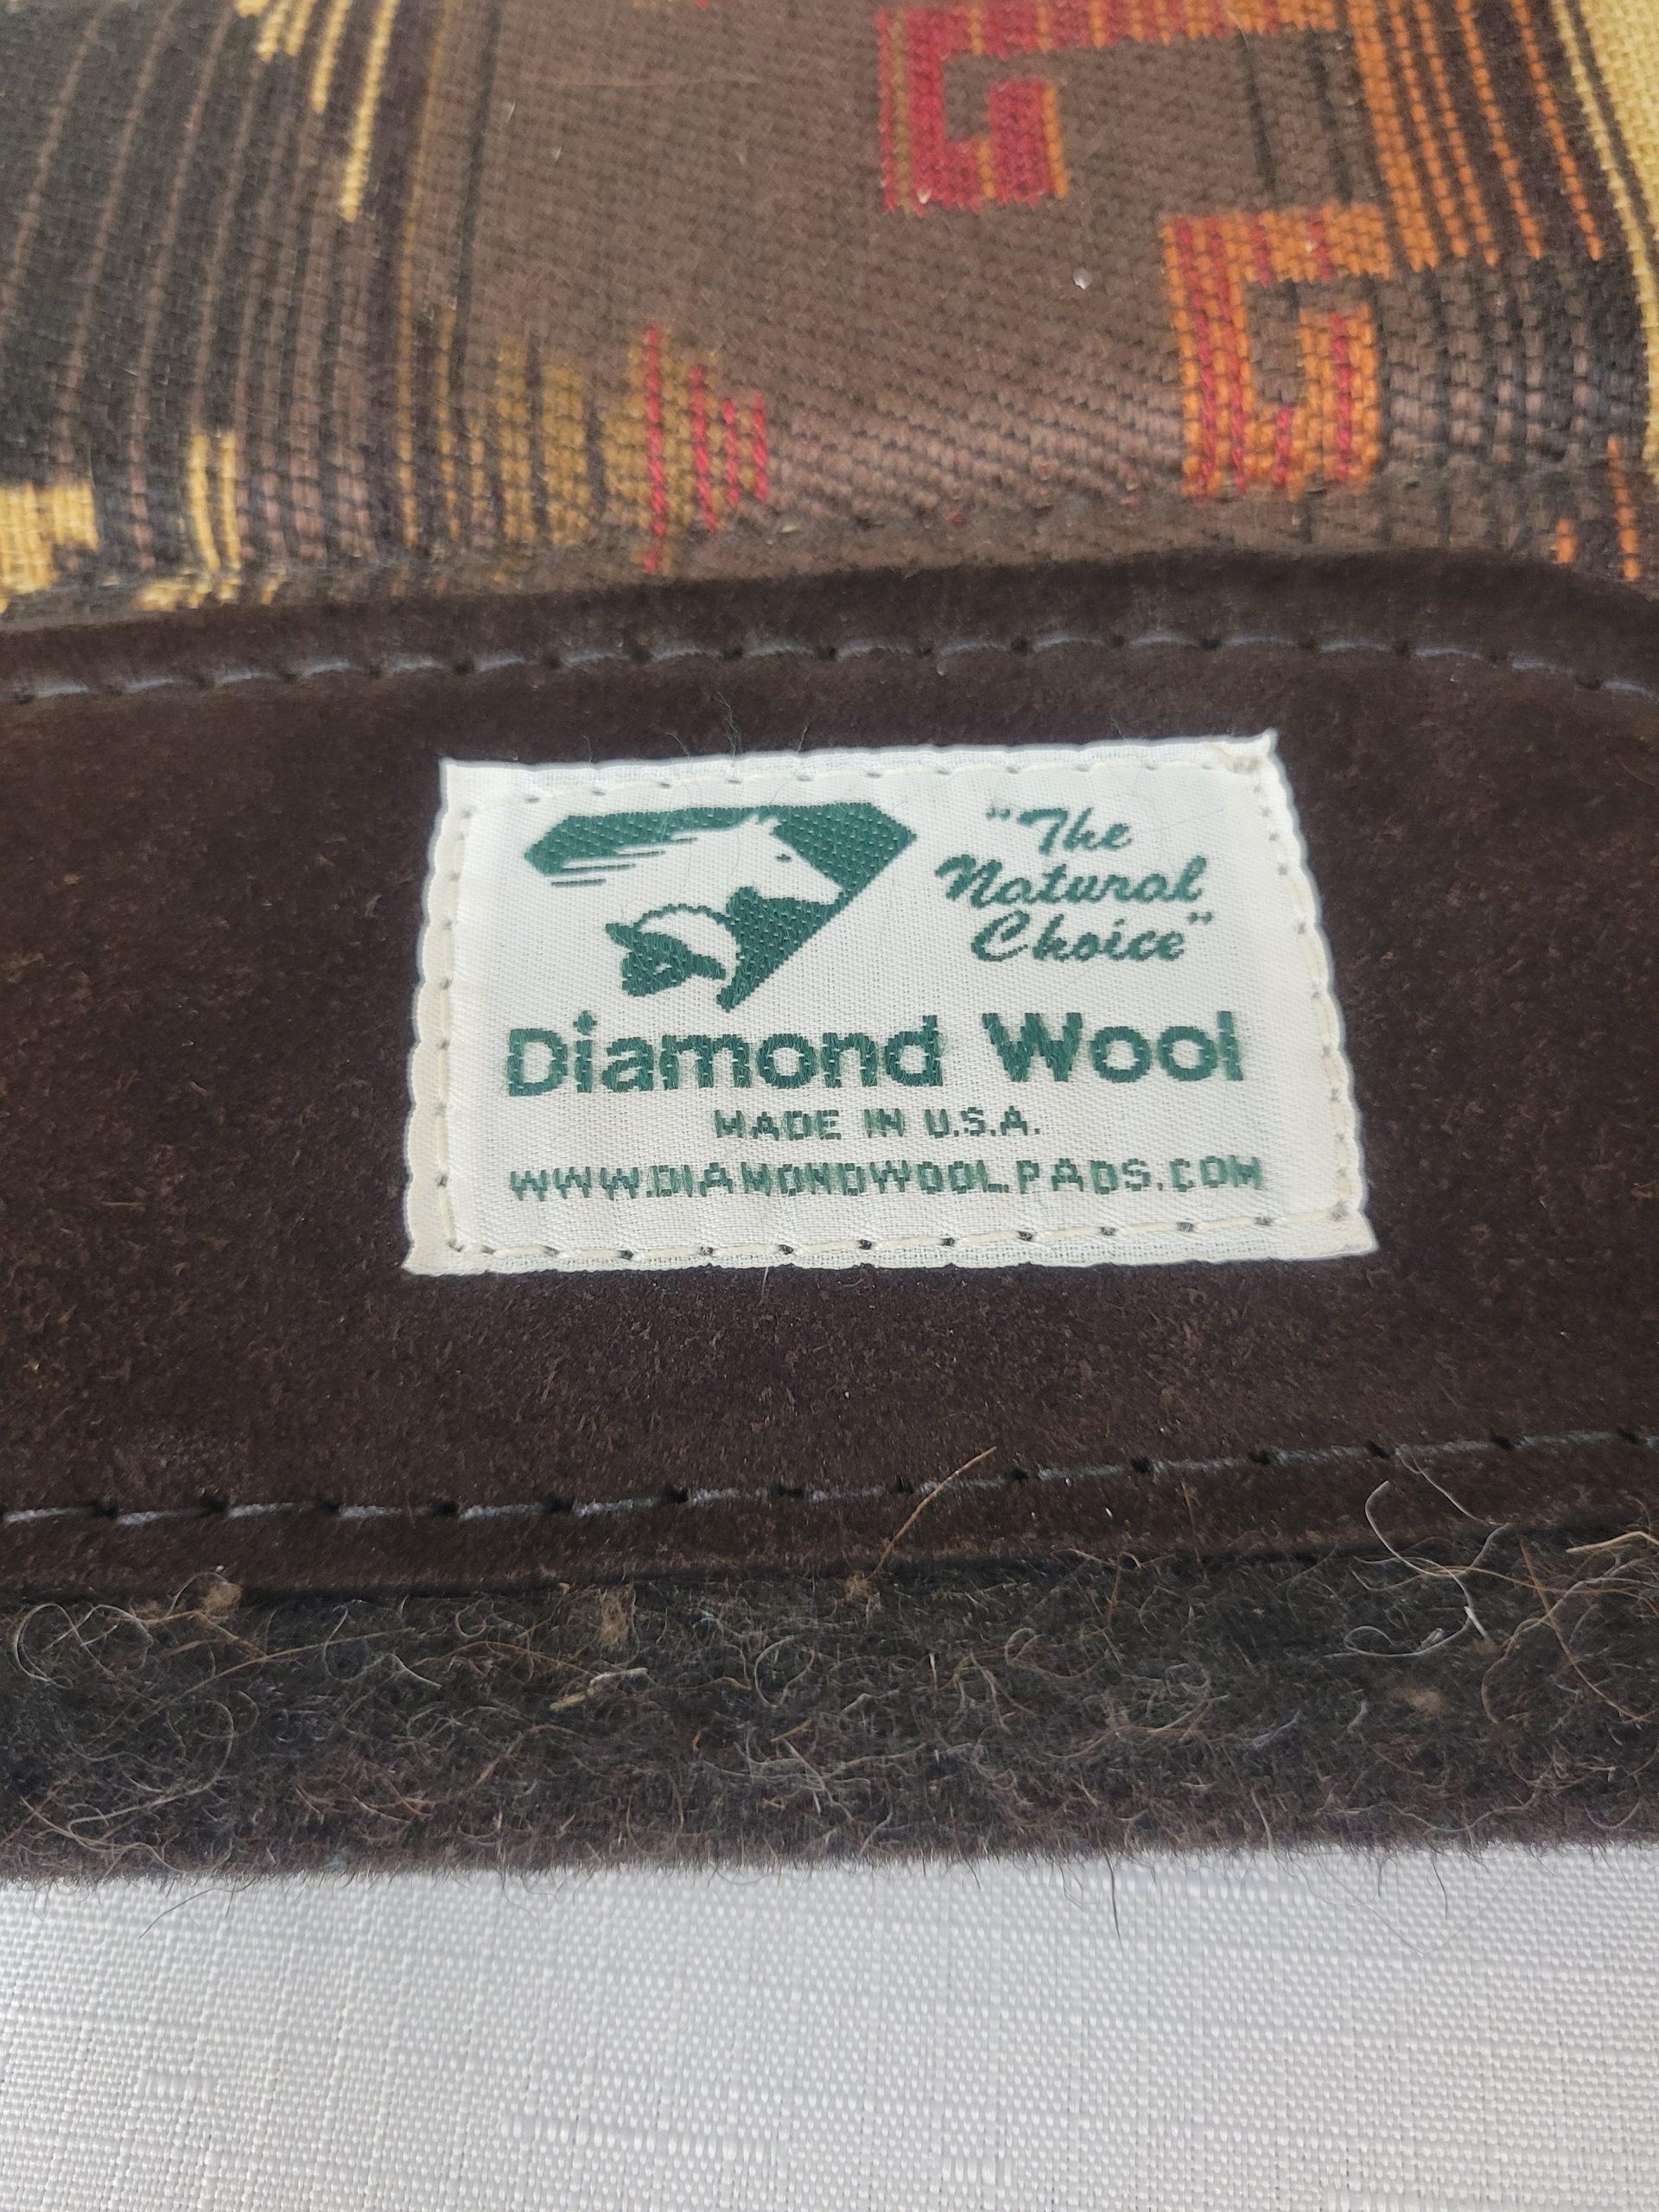 "The
Natural
Choice"
Diamond Wool
MADE IN U.S.A.
WWW.DIAMONDWOOLPADS.COM